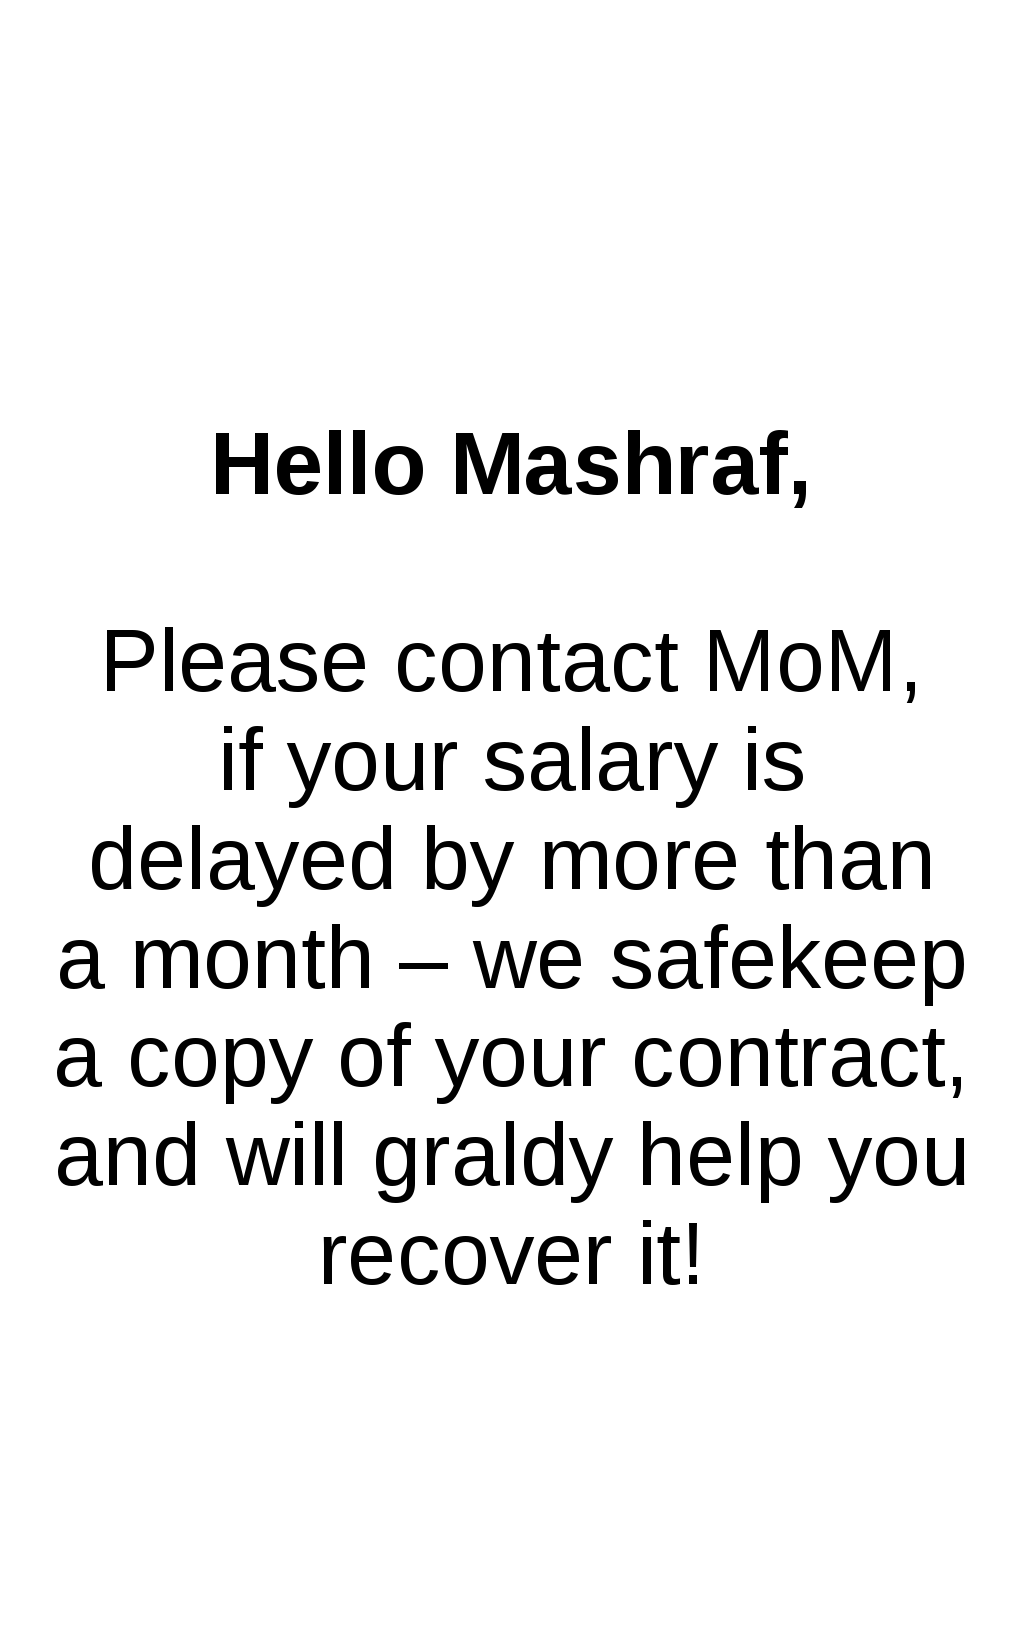 Hello Mashraf,
Please contact MoM,
if your salary is
delayed by more than
a month – we safekeep
a copy of your contract,
and will graldy help you
recover it!